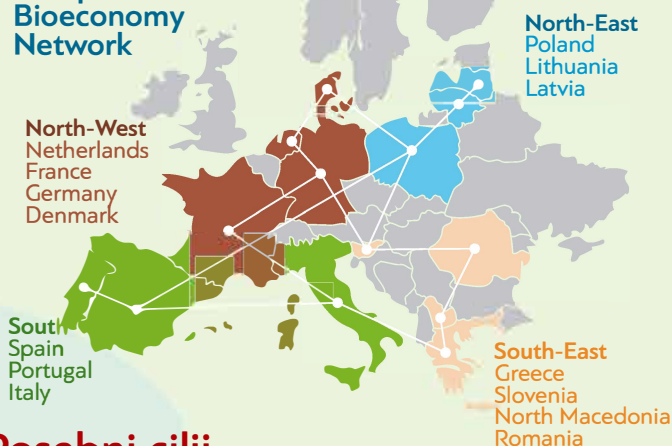 Bioeconomy
Network
North-East
Poland
Lithuania
Latvia
North-West
Netherlands
France
Germany
Denmark
South
Spain
Portugal
Italy
South-East
Greece
Slovenia
North Macedonia
Romania
cilji